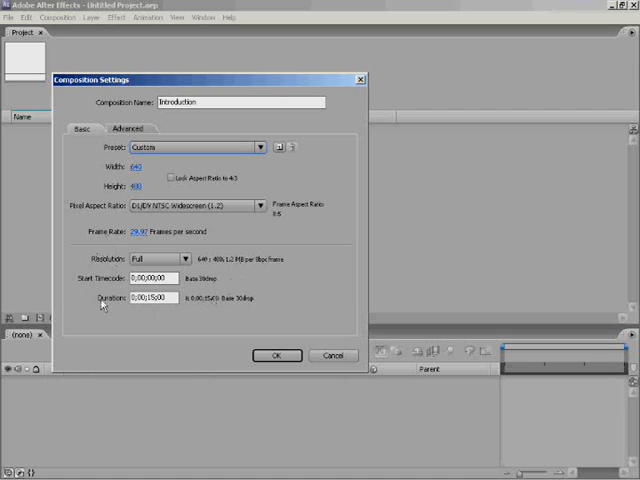 Adobe After Effects - Untitled Project.aep
File Edit Composition Layer Effect Animation View Window Help
Project ×
Name
Composition Settings
Composition Name: Introduction
Basic Advanced
Preset: Custom
Width: 640
Lock Aspect Ratio to 4:3
Height: 480
Pixel Aspect Ratio: D1/DV NTSC Widescreen (1.2) Frame Aspect Ratio
8:5
Frame Rate: 29.97 Frames per second
Resolution: Full 640 x 480, 1.2 MB per 8bpc frame
Start Timecode: 0;00;00;00 Base 30drop
Duration: 0;00;15;00 is 0;00;15;00 Base 30drop
OK Cancel
(none) ×
Parent